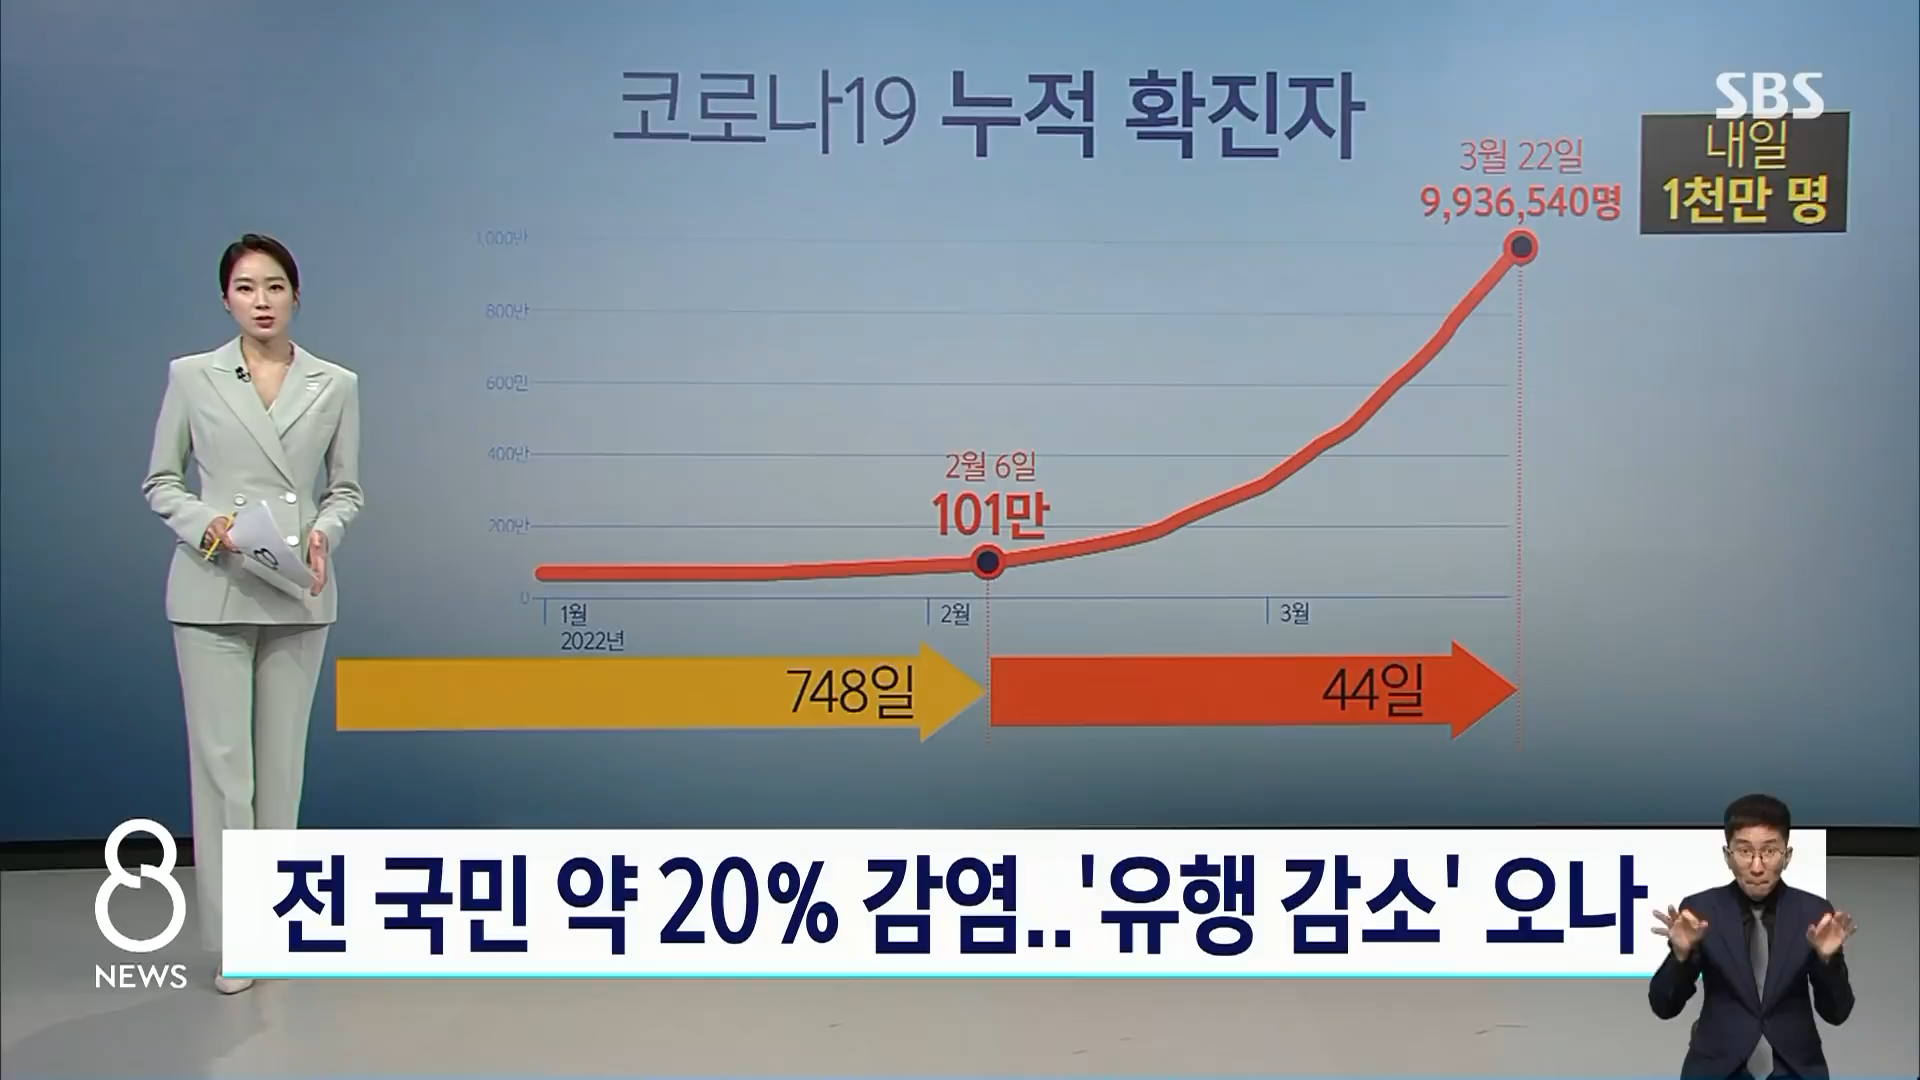 코로나19 누적 확진자
SBS
내일
1천만 명
3월 22일
9,936,540명
1,000만
800만
600만
400만
200만
0
2월 6일
101만
1월
2022년
2월
3월
748일
44일
8
NEWS
전 국민 약 20% 감염..'유행 감소' 오나